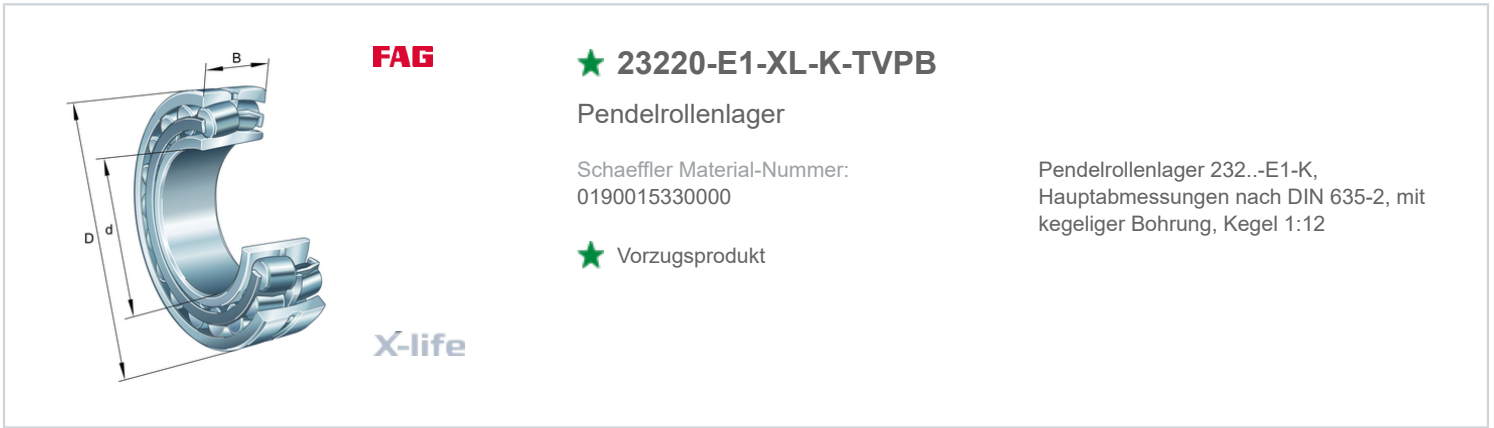 B
FAG
D
d
X-life
23220-E1-XL-K-TVPB
Pendelrollenlager
Schaeffler Material-Nummer:
0190015330000
Vorzugsprodukt
Pendelrollenlager 232..-E1-K,
Hauptabmessungen nach DIN 635-2, mit
kegeliger Bohrung, Kegel 1:12